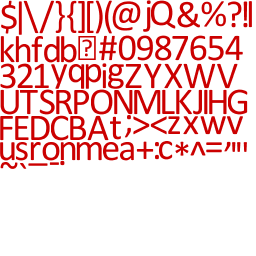 $|\/}{][)(@jQ&%?!l
khfdb#0987654
321yqpigZYXWV
UTSRPONMLKJIHG
FEDCBAt;><zxwv
usronmea+:c*^=,"'
~`—-